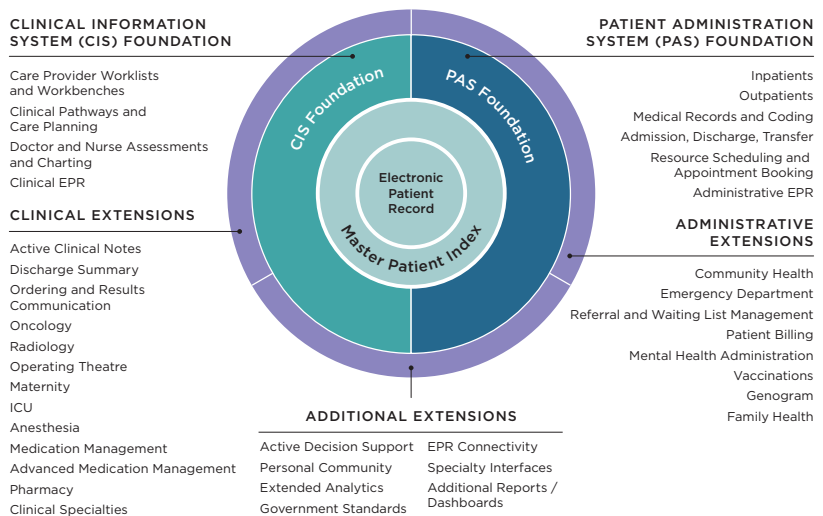 CLINICAL INFORMATION
SYSTEM (CIS) FOUNDATION
Care Provider Worklists
and Workbenches
Clinical Pathways and
Care Planning
Doctor and Nurse Assessments
and Charting
Clinical EPR
CLINICAL EXTENSIONS
Active Clinical Notes
Discharge Summary
Ordering and Results
Communication
Oncology
Radiology
Operating Theatre
Maternity
ICU
Anesthesia
Medication Management
Advanced Medication Management
Pharmacy
Clinical Specialties
CIS Foundation
PAS Foundation
Electronic
Patient
Record
Master Patient Index
PATIENT ADMINISTRATION
SYSTEM (PAS) FOUNDATION
Inpatients
Outpatients
Medical Records and Coding
Admission, Discharge, Transfer
Resource Scheduling and
Appointment Booking
Administrative EPR
ADMINISTRATIVE
EXTENSIONS
Community Health
Emergency Department
Referral and Waiting List Management
Patient Billing
Mental Health Administration
Vaccinations
Genogram
Family Health
ADDITIONAL EXTENSIONS
Active Decision Support
Personal Community
Extended Analytics
Government Standards
EPR Connectivity
Specialty Interfaces
Additional Reports /
Dashboards